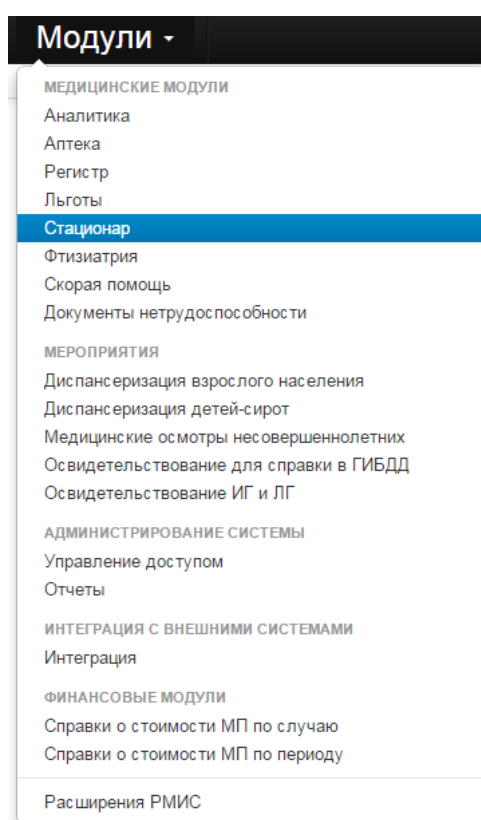 Модули
МЕДИЦИНСКИЕ МОДУЛИ
Аналитика
Аптека
Регистр
Льготы
Стационар
Фтизиатрия
Скорая помощь
Документы нетрудоспособности
МЕРОПРИЯТИЯ
Диспансеризация взрослого населения
Диспансеризация детей-сирот
Медицинские осмотры несовершеннолетних
Освидетельствование для справки в ГИБДД
Освидетельствование ИГ и ЛГ
АДМИНИСТРИРОВАНИЕ СИСТЕМЫ
Управление доступом
Отчеты
ИНТЕГРАЦИЯ С ВНЕШНИМИ СИСТЕМАМИ
Интеграция
ФИНАНСОВЫЕ МОДУЛИ
Справки о стоимости МП по случаю
Справки о стоимости МП по периоду
Расширения РМИС